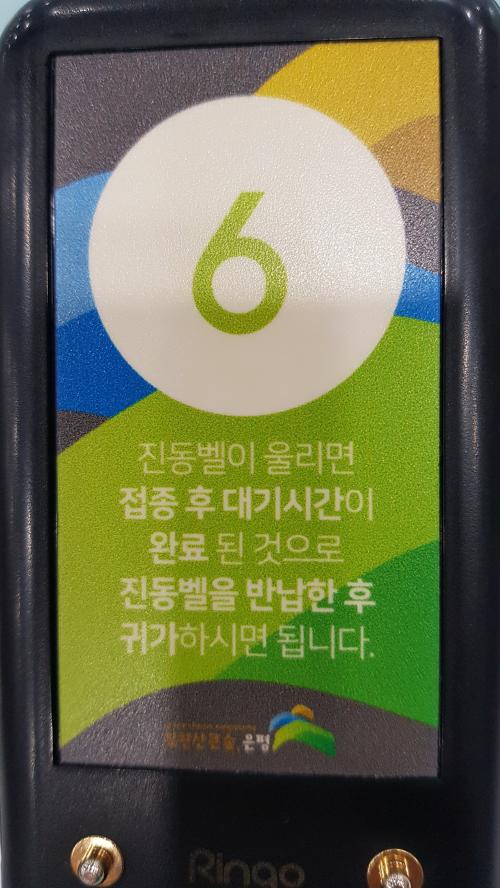 6
진동벨이 울리면
접종 후 대기시간이
완료 된 것으로
진동벨을 반납한 후
귀가하시면 됩니다.
북한산큰숲, 은평
Ringo